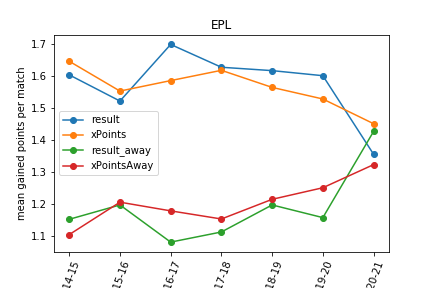 EPL
mean gained points per match
1.7
1.6
1.5
1.4
1.3
1.2
1.1
result
xPoints
result_away
xPointsAway
14-15
15-16
16-17
17-18
18-19
19-20
20-21